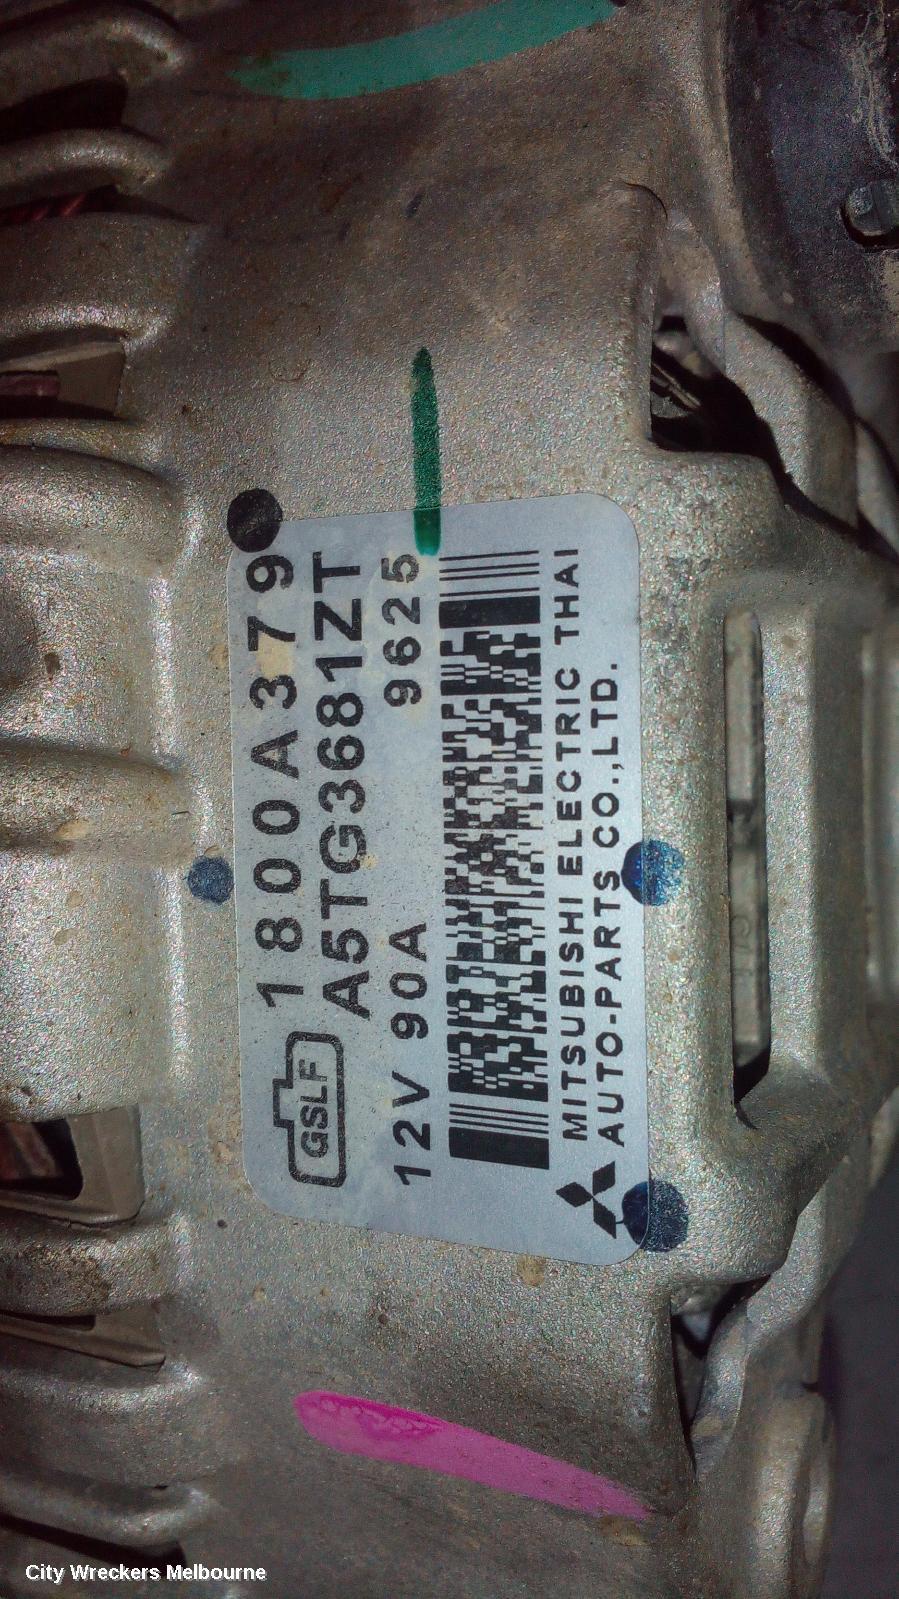 1800A379
GSLF
A5TG3681ZT
12V 90A 9625
MITSUBISHI ELECTRIC THAI
AUTO-PARTS CO.,LTD.
City Wreckers Melbourne